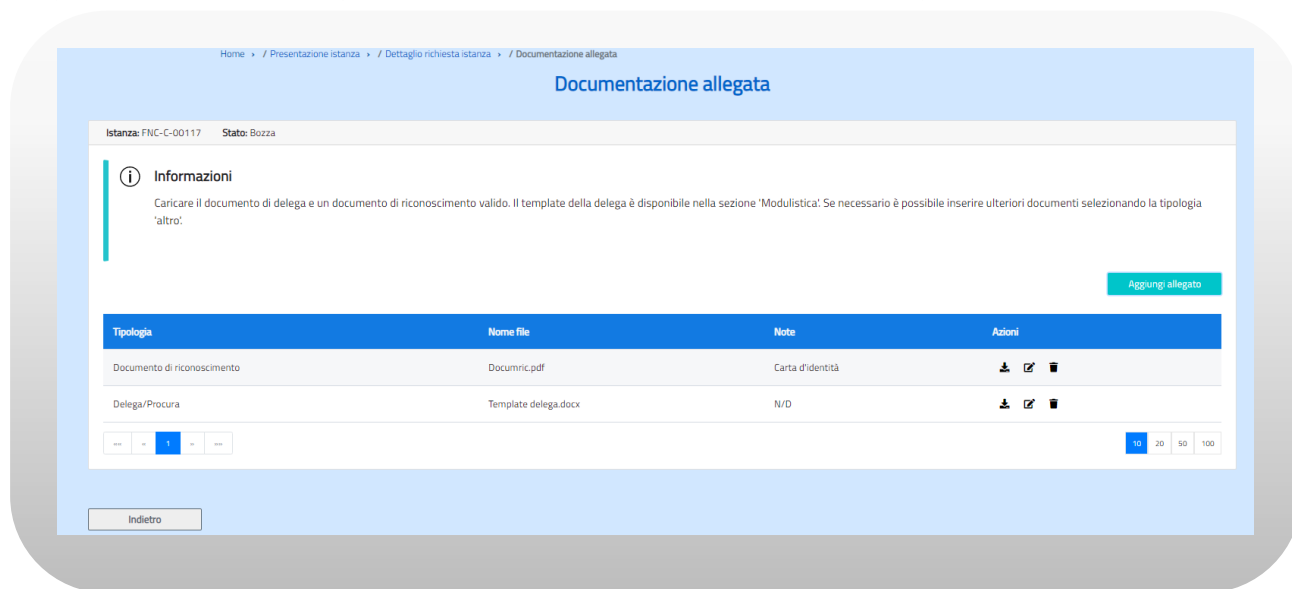 Home › / Presentazione istanza › / Dettaglio richiesta istanza › / Documentazione allegata
Documentazione allegata
Istanza: FNC-C-00117 Stato: Bozza
Informazioni
Caricare il documento di delega e un documento di riconoscimento valido. Il template della delega è disponibile nella sezione 'Modulistica'. Se necessario è possibile inserire ulteriori documenti selezionando la tipologia
'altro'.
Aggiungi allegato
Tipologia Nome file Note Azioni
Documento di riconoscimento Documric.pdf Carta d'identità
Delega/Procura Template delega.docx N/D
«« « 1 » »» 10 20 50 100
Indietro